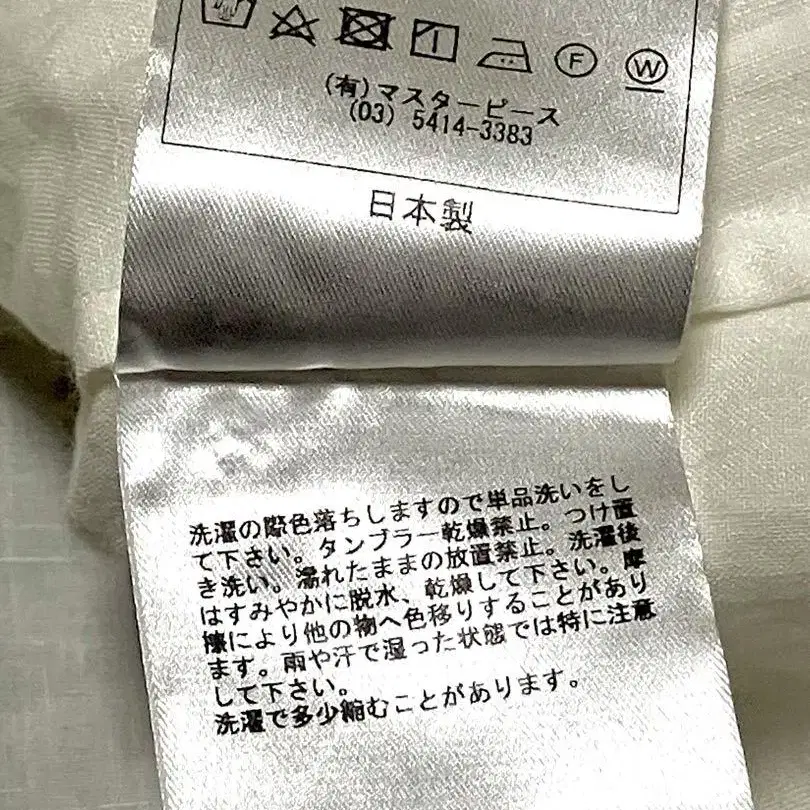 F W
(有)マスターピース
(03) 5414-3383
日本製
洗濯の際色落ちしますので単品洗いをし
て下さい。タンブラー乾燥禁止。つけ置
き洗い。濡れたままの放置禁止。洗濯後
はすみやかに脱水、乾燥して下さい。摩
擦により他の物へ色移りすることがあり
ます。雨や汗で湿った状態では特に注意
して下さい。
洗濯で多少縮むことがあります。